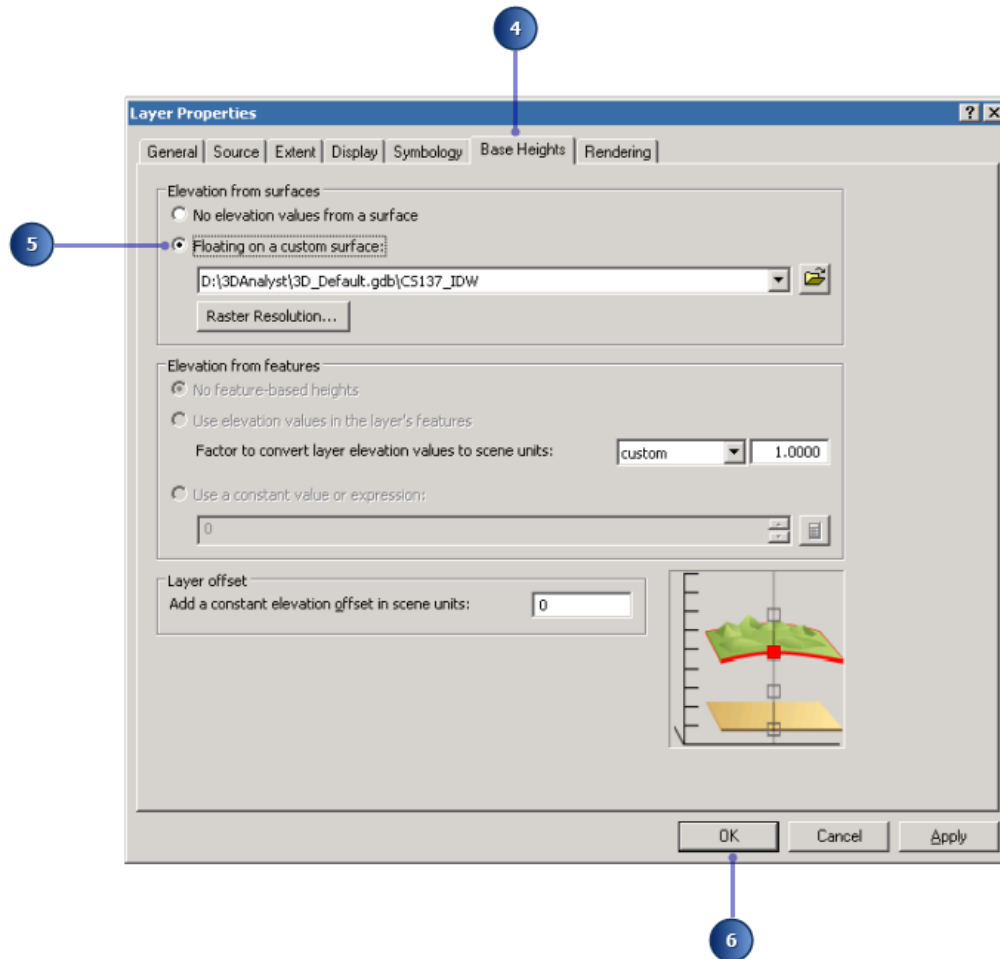 4
Layer Properties
General Source Extent Display Symbology Base Heights Rendering
Elevation from surfaces
No elevation values from a surface
5
Floating on a custom surface:
D:\3DAnalyst\3D_Default.gdb\CS137_IDW
Raster Resolution...
Elevation from features
No feature-based heights
Use elevation values in the layer's features
Factor to convert layer elevation values to scene units: custom 1.0000
Use a constant value or expression:
0
Layer offset
Add a constant elevation offset in scene units: 0
OK Cancel Apply
6